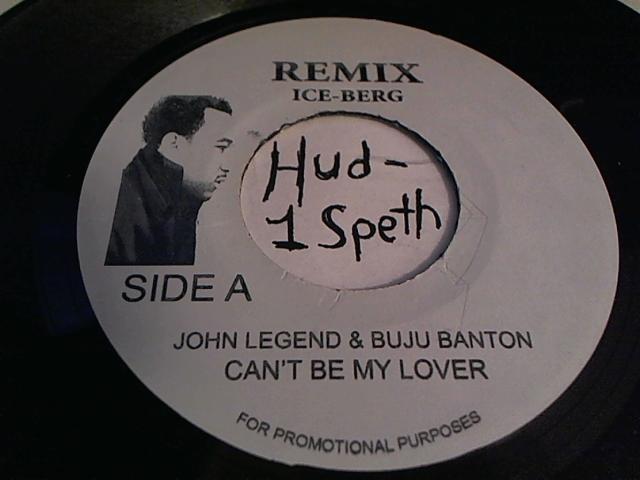 REMIX
ICE-BERG
Hud-
1 Speth
SIDE A
JOHN LEGEND & BUJU BANTON
CAN'T BE MY LOVER
FOR PROMOTIONAL PURPOSES